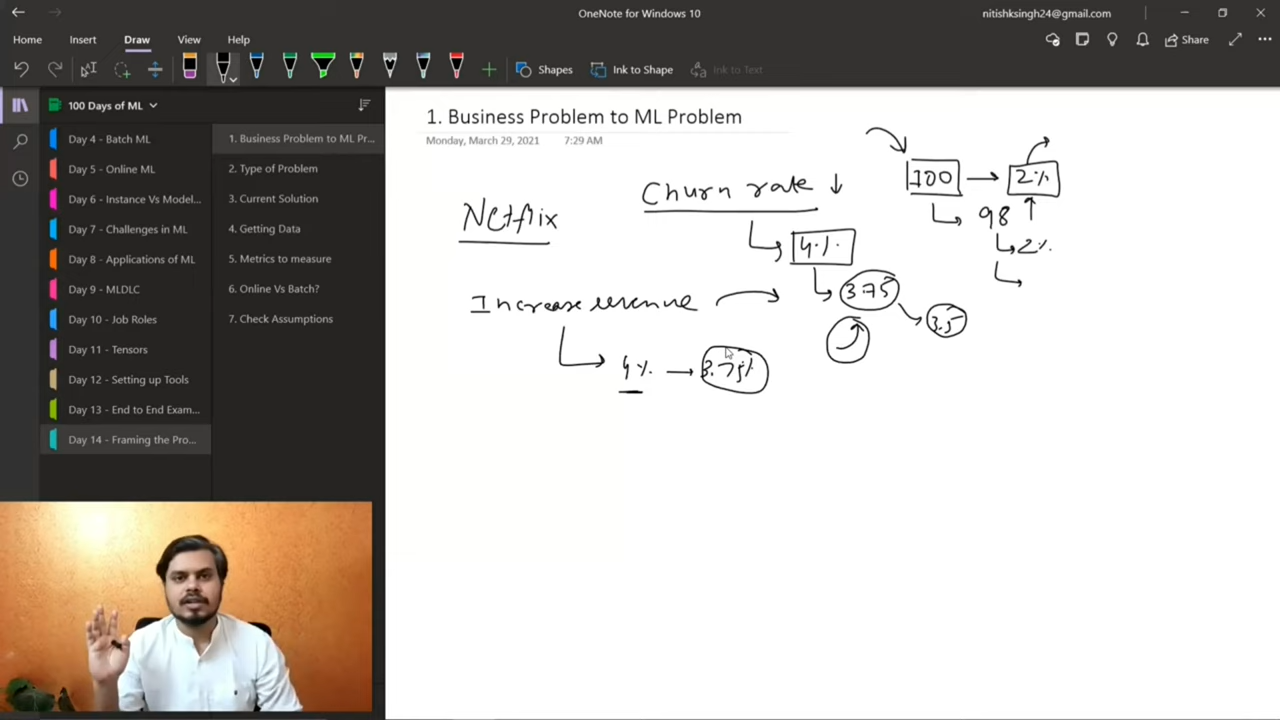 OneNote for Windows 10
nitishksingh24@gmail.com
Home Insert Draw View Help
Share
Shapes
Ink to Shape
Ink to Text
100 Days of ML
Day 4 - Batch ML
Day 5 - Online ML
Day 6 - Instance Vs Model...
Day 7 - Challenges in ML
Day 8 - Applications of ML
Day 9 - MLDLC
Day 10 - Job Roles
Day 11 - Tensors
Day 12 - Setting up Tools
Day 13 - End to End Exam...
Day 14 - Framing the Pro...
1. Business Problem to ML Pr...
2. Type of Problem
3. Current Solution
4. Getting Data
5. Metrics to measure
6. Online Vs Batch?
7. Check Assumptions
1. Business Problem to ML Problem
Monday, March 29, 2021 7:29 AM
Netflix
Churn rate ↓
4%
3.75
3.5
100 → 2%
98 ↑
2%
Increase revenue
4% → 3.75%